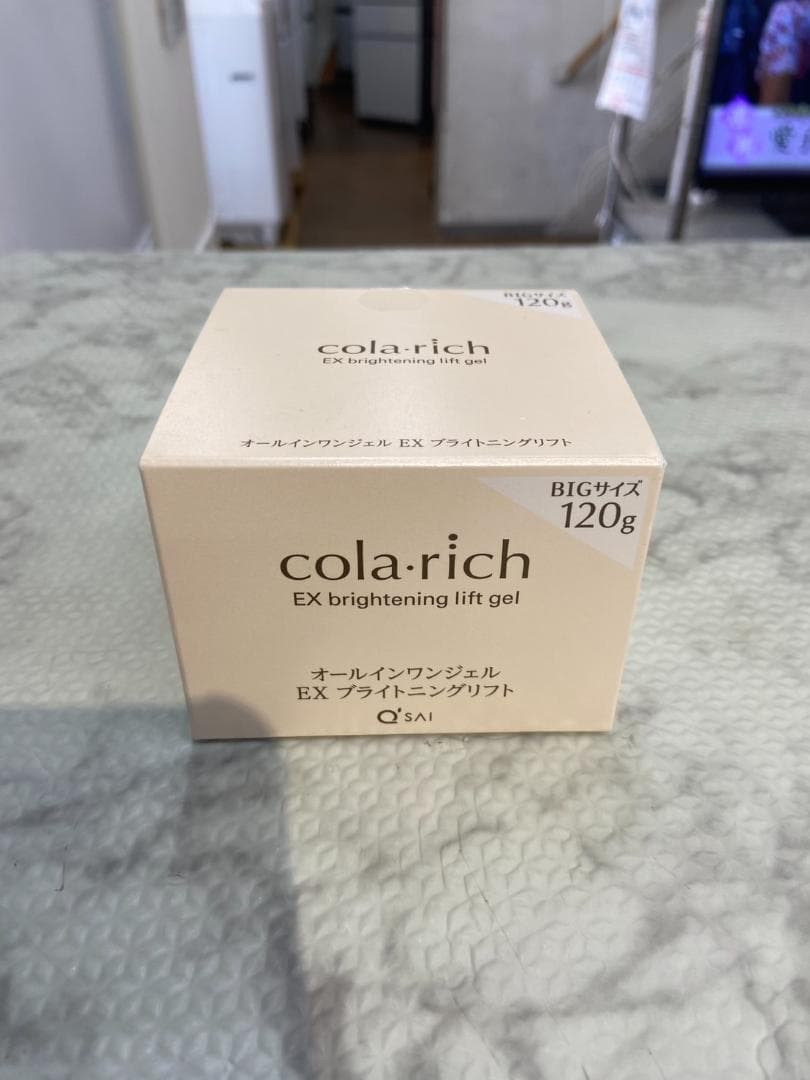 BIGサイズ
120g
cola·rich
EX brightening lift gel
オールインワンジェル EX ブライトニングリフト
BIGサイズ
120g
cola·rich
EX brightening lift gel
オールインワンジェル
EX ブライトニングリフト
Q'SAI